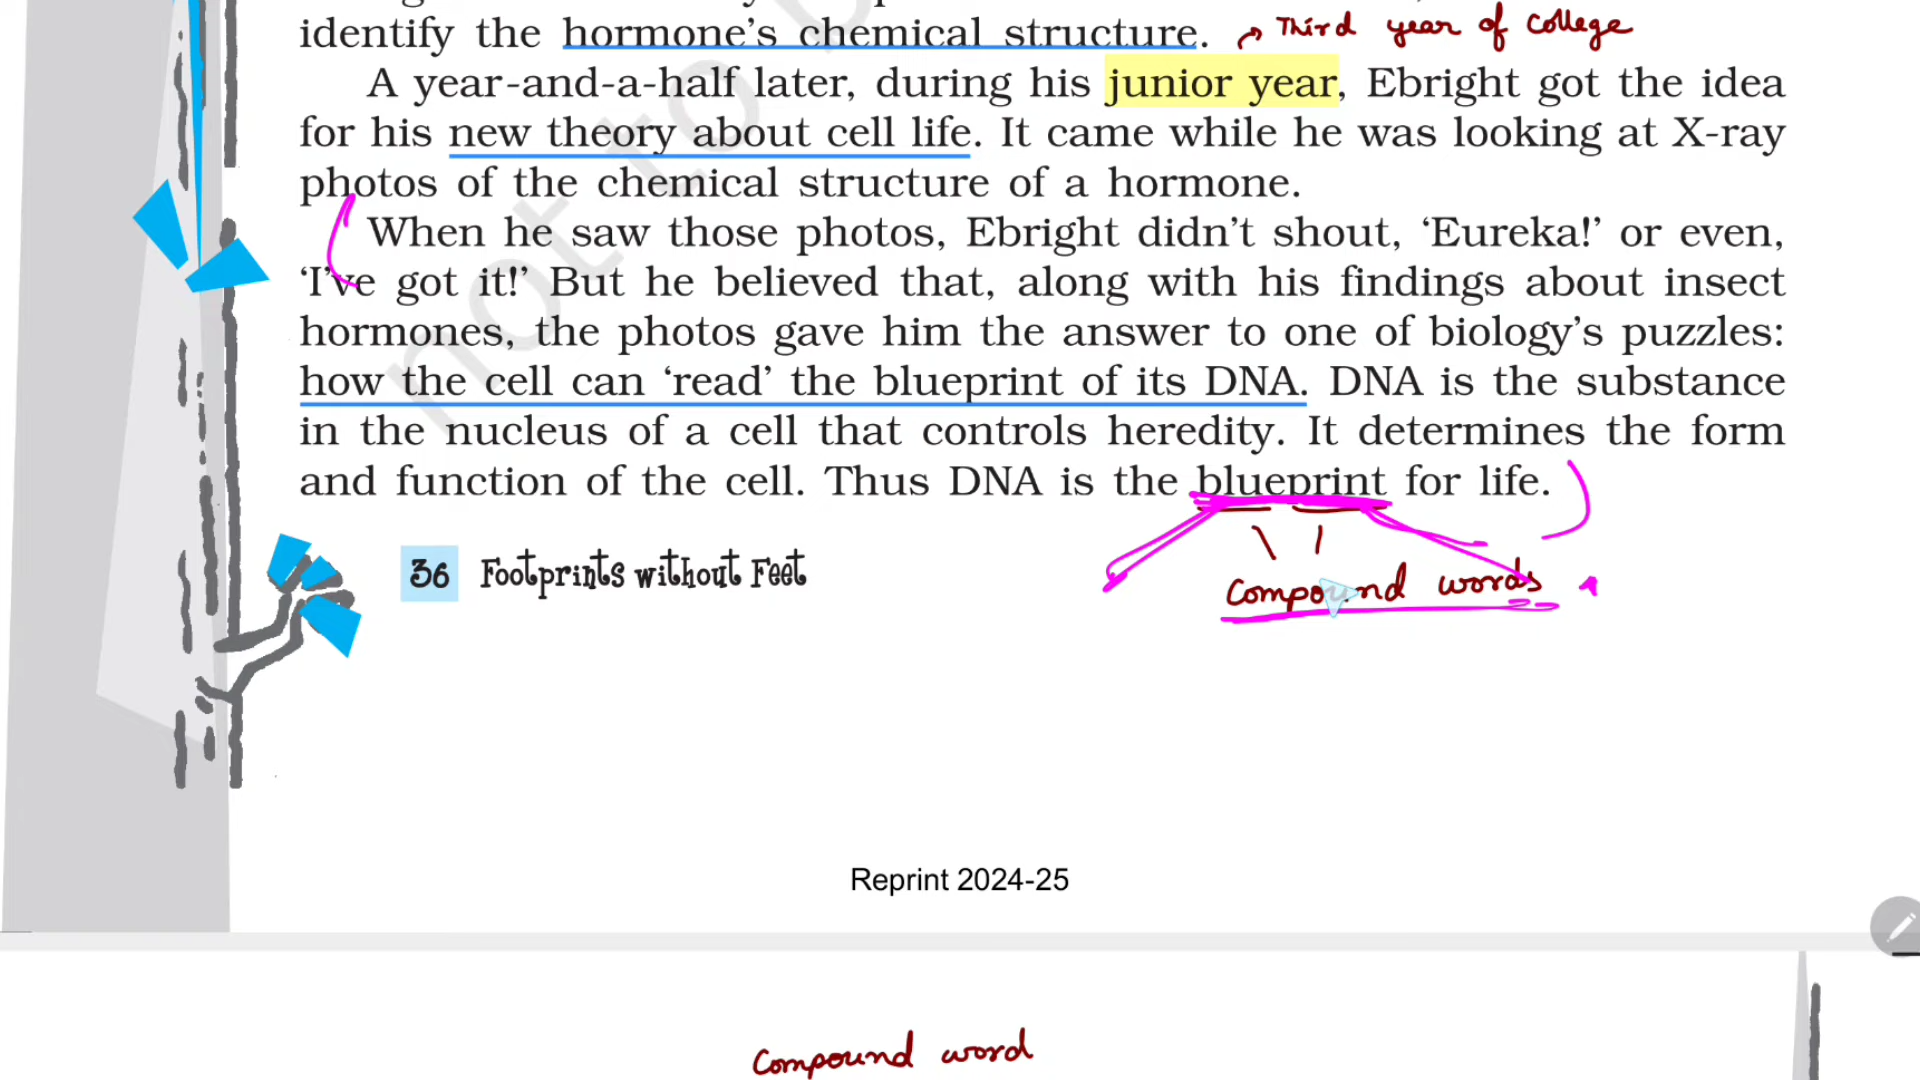 identify the hormone's chemical structure. Third year of college
A year-and-a-half later, during his junior year, Ebright got the idea
for his new theory about cell life. It came while he was looking at X-ray
photos of the chemical structure of a hormone.
When he saw those photos, Ebright didn't shout, ‘Eureka!’ or even,
‘I've got it!’ But he believed that, along with his findings about insect
hormones, the photos gave him the answer to one of biology's puzzles:
how the cell can ‘read’ the blueprint of its DNA. DNA is the substance
in the nucleus of a cell that controls heredity. It determines the form
and function of the cell. Thus DNA is the blueprint for life.
Compound words
36 Footprints without Feet
not to b
Reprint 2024-25
Compound word